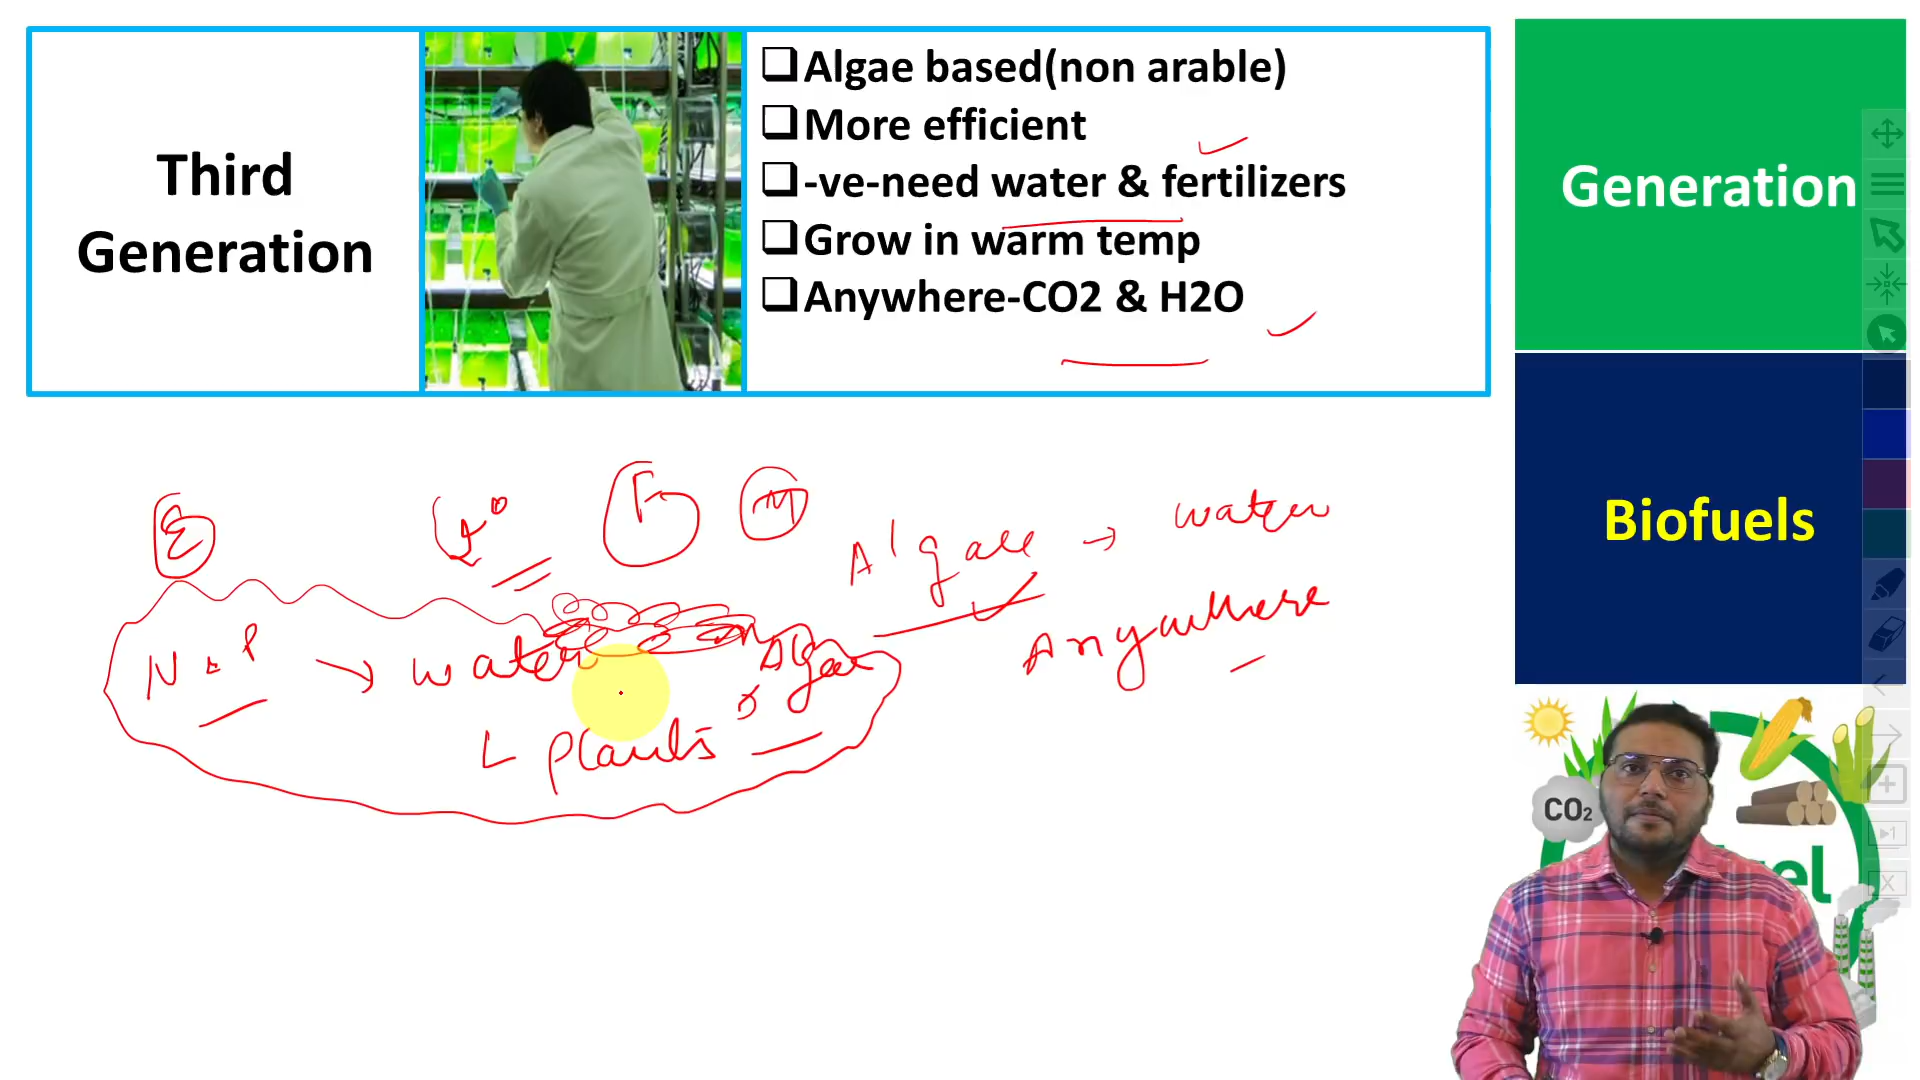 Third
Generation
❑Algae based(non arable)
❑More efficient
❑-ve-need water & fertilizers
❑Grow in warm temp
❑Anywhere-CO2 & H2O
Generation
Biofuels
E
F
M
Algae → water
Anywhere
N & P → water
Algae
L plants
CO2
el